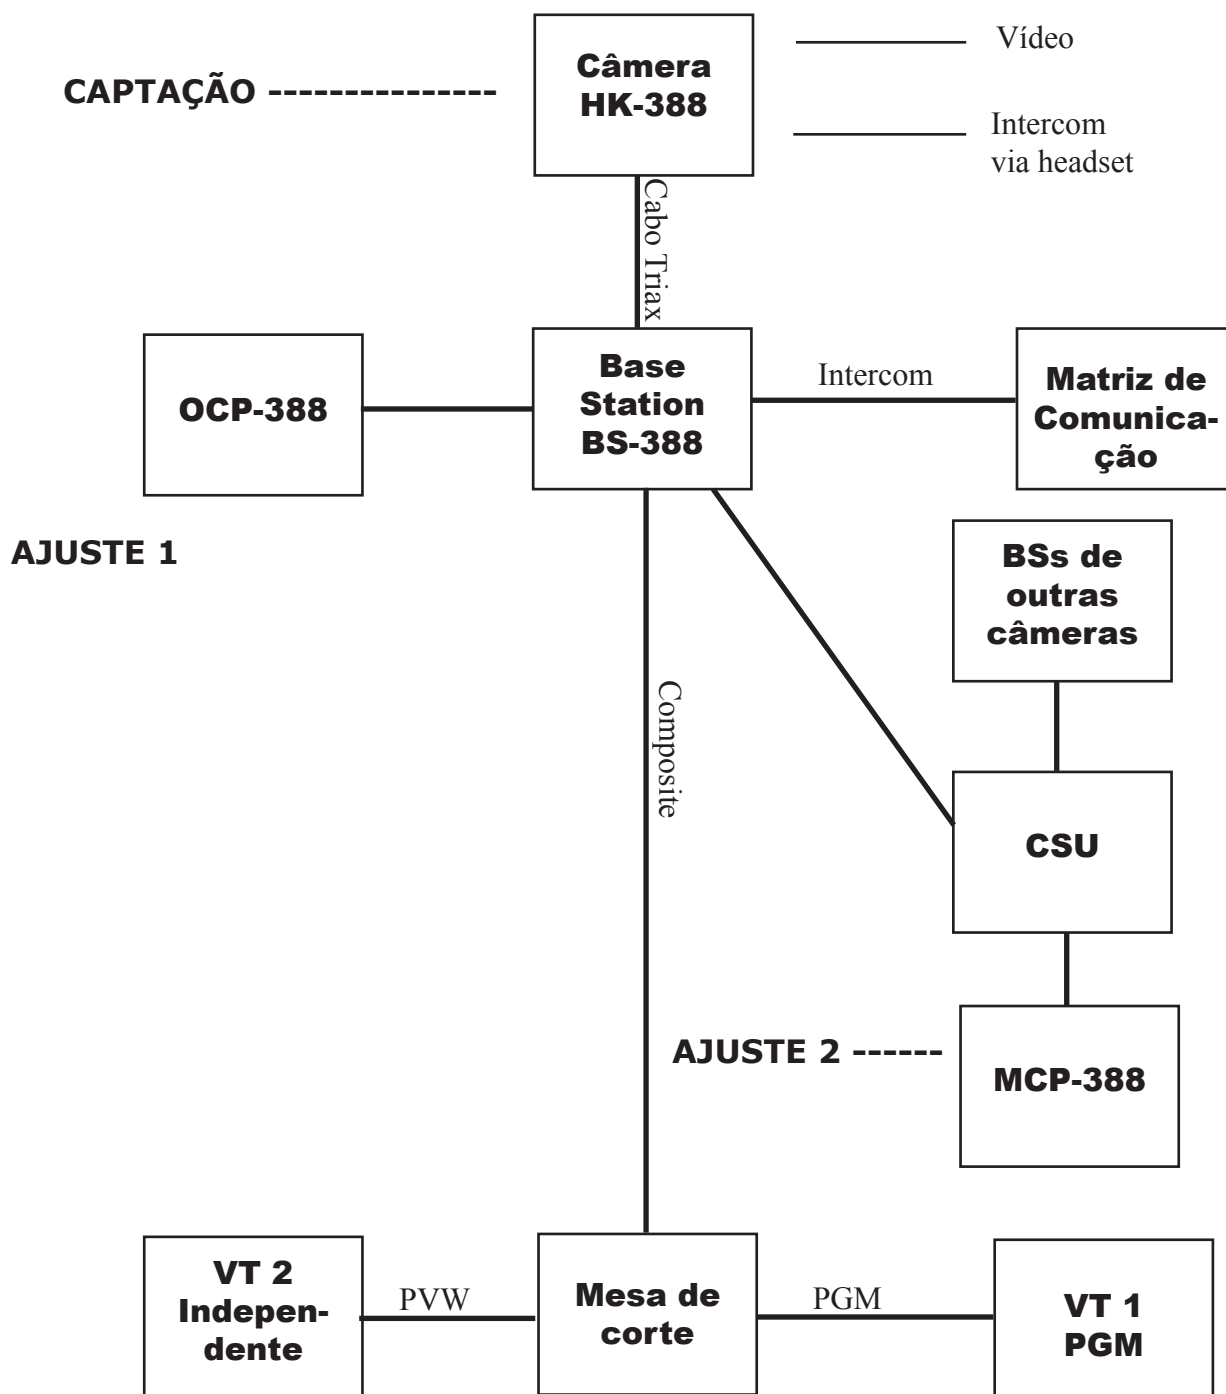 Câmera
HK-388
Vídeo
CAPTAÇÃO ---------------
Intercom
via headset
Cabo Triax
OCP-388
Base
Station
BS-388
Intercom
Matriz de
Comunica-
ção
AJUSTE 1
BSs de
outras
câmeras
Composite
CSU
AJUSTE 2 ------
MCP-388
VT 2
Indepen-
dente
PVW
Mesa de
corte
PGM
VT 1
PGM